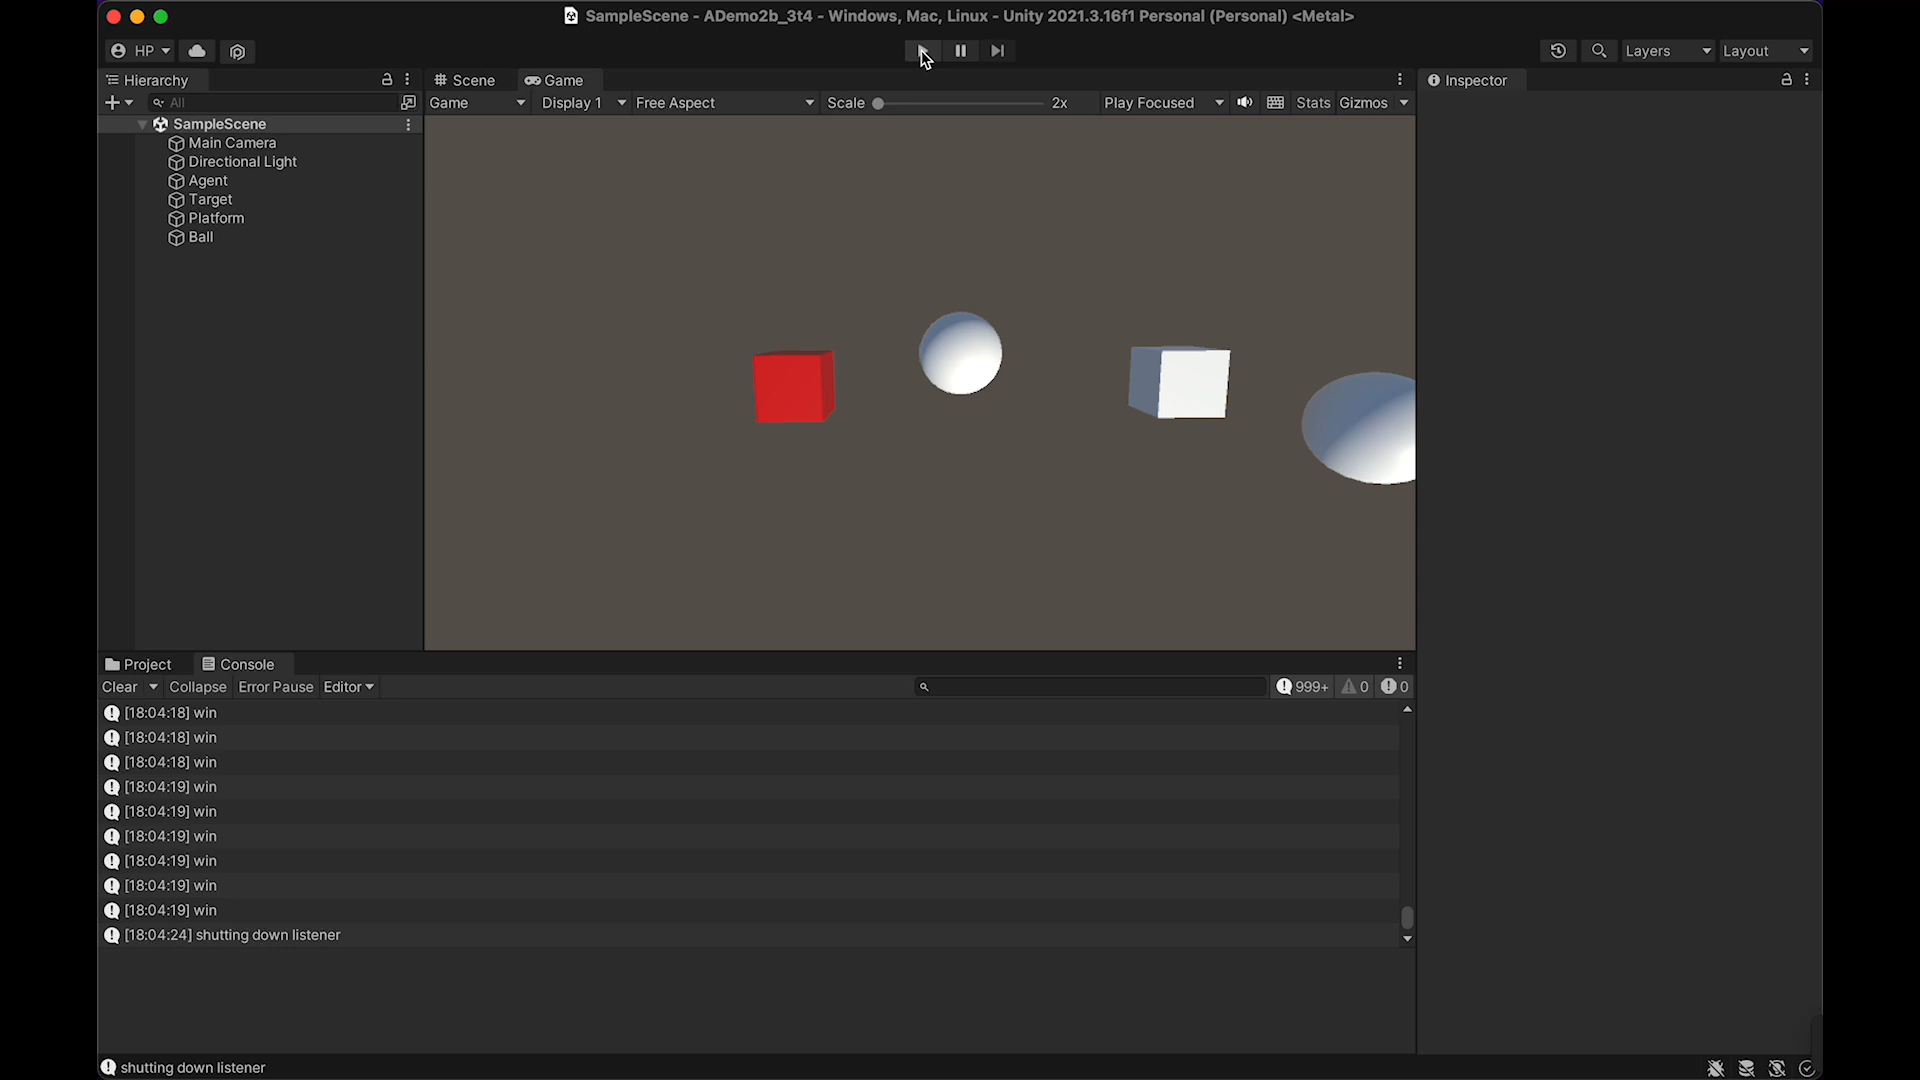 SampleScene - ADemo2b_3t4 - Windows, Mac, Linux - Unity 2021.3.16f1 Personal (Personal) <Metal>
HP
Layers
Layout
Hierarchy
Scene
Game
Inspector
All
Game
Display 1
Free Aspect
Scale
2x
Play Focused
Stats
Gizmos
SampleScene
Main Camera
Directional Light
Agent
Target
Platform
Ball
Project
Console
Clear
Collapse
Error Pause
Editor
999+
0
0
[18:04:18] win
[18:04:18] win
[18:04:18] win
[18:04:19] win
[18:04:19] win
[18:04:19] win
[18:04:19] win
[18:04:19] win
[18:04:19] win
[18:04:24] shutting down listener
shutting down listener